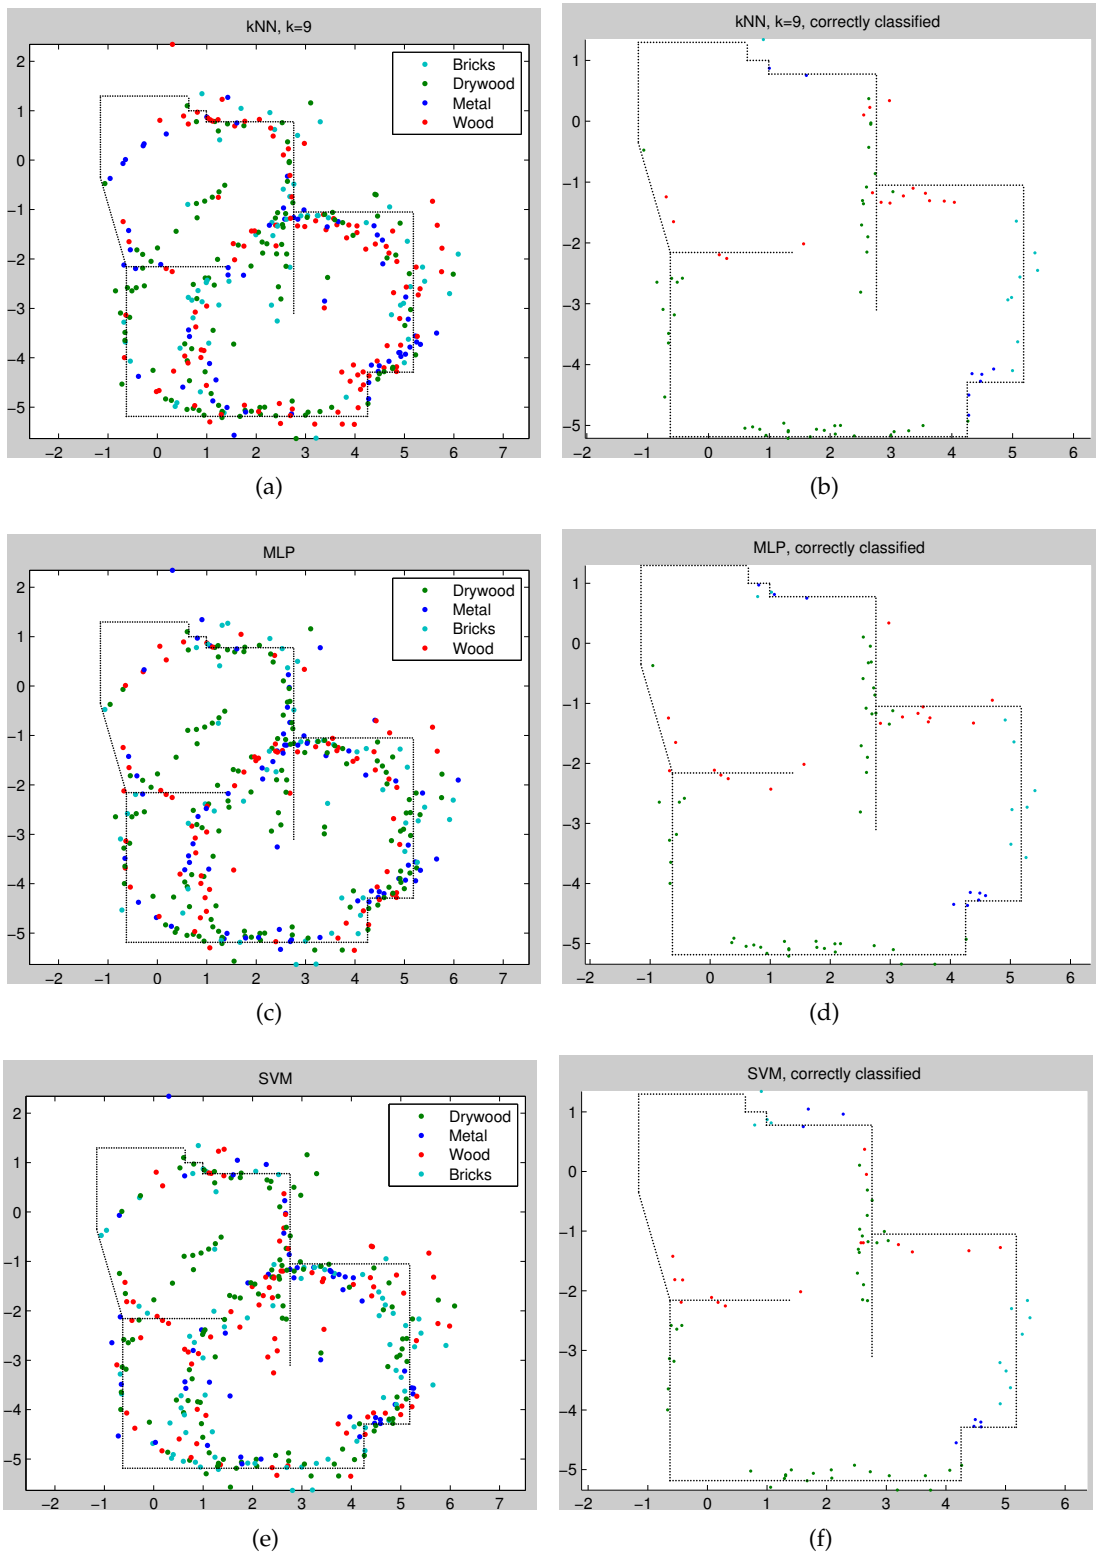 kNN, k=9
Bricks
Drywood
Metal
Wood
2
1
0
−1
−2
−3
−4
−5
−2 −1 0 1 2 3 4 5 6 7
(a)
kNN, k=9, correctly classified
1
0
−1
−2
−3
−4
−5
−2 −1 0 1 2 3 4 5 6
(b)
MLP
Drywood
Metal
Bricks
Wood
2
1
0
−1
−2
−3
−4
−5
−2 −1 0 1 2 3 4 5 6 7
(c)
MLP, correctly classified
1
0
−1
−2
−3
−4
−5
−2 −1 0 1 2 3 4 5 6
(d)
SVM
Drywood
Metal
Wood
Bricks
2
1
0
−1
−2
−3
−4
−5
−2 −1 0 1 2 3 4 5 6 7
(e)
SVM, correctly classified
1
0
−1
−2
−3
−4
−5
−2 −1 0 1 2 3 4 5 6
(f)